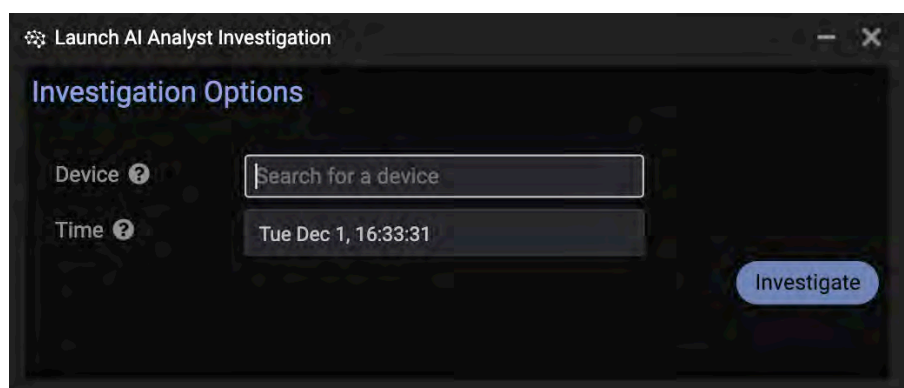 Launch AI Analyst Investigation
Investigation Options
Device
Search for a device
Time
Tue Dec 1, 16:33:31
Investigate